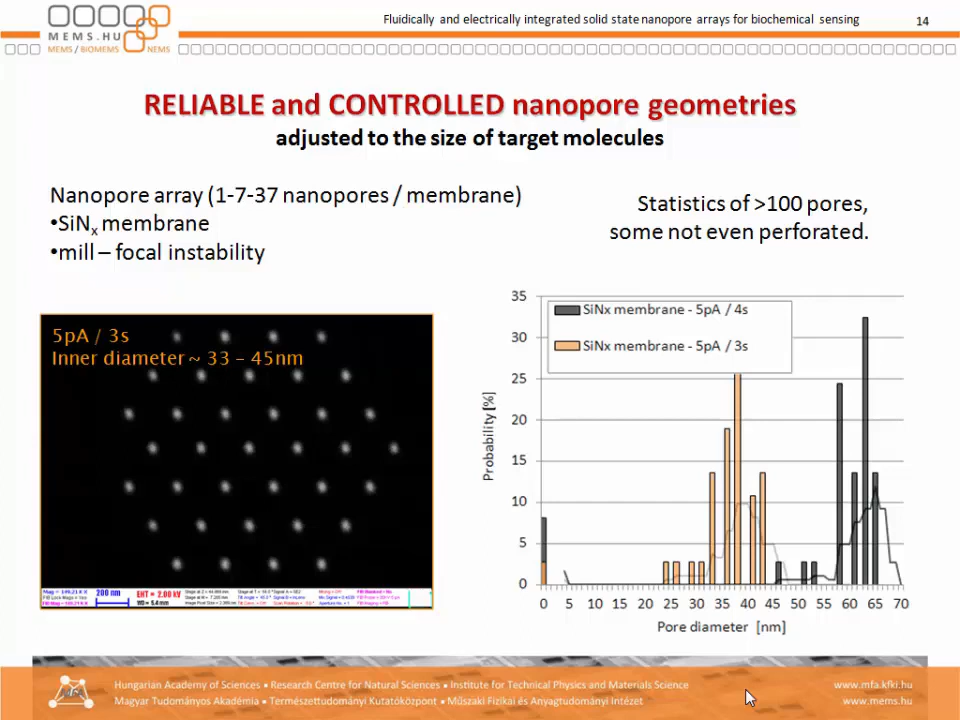 Fluidically and electrically integrated solid state nanopore arrays for biochemical sensing
14
MEMS.HU
MEMS / BIOMEMS NEMS
RELIABLE and CONTROLLED nanopore geometries
adjusted to the size of target molecules
Nanopore array (1-7-37 nanopores / membrane)
•SiNx membrane
•mill – focal instability
Statistics of >100 pores,
some not even perforated.
5pA / 3s
Inner diameter ~ 33 – 45nm
200 nm
EHT = 2.00 kV
WD = 5.4 mm
35
30
25
20
15
10
5
0
Probability [%]
SiNx membrane - 5pA / 4s
SiNx membrane - 5pA / 3s
0 5 10 15 20 25 30 35 40 45 50 55 60 65 70
Pore diameter [nm]
Hungarian Academy of Sciences • Research Centre for Natural Sciences • Institute for Technical Physics and Materials Science
www.mfa.kfki.hu
Magyar Tudományos Akadémia • Természettudományi Kutatóközpont • Műszaki Fizikai és Anyagtudományi Intézet
www.mems.hu